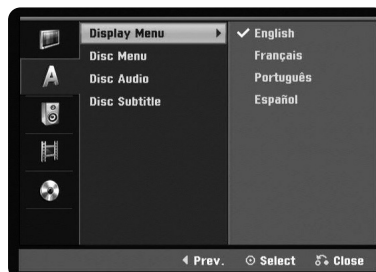 Display Menu
Disc Menu
Disc Audio
Disc Subtitle
English
Français
Português
Español
A
Prev.
Select
Close